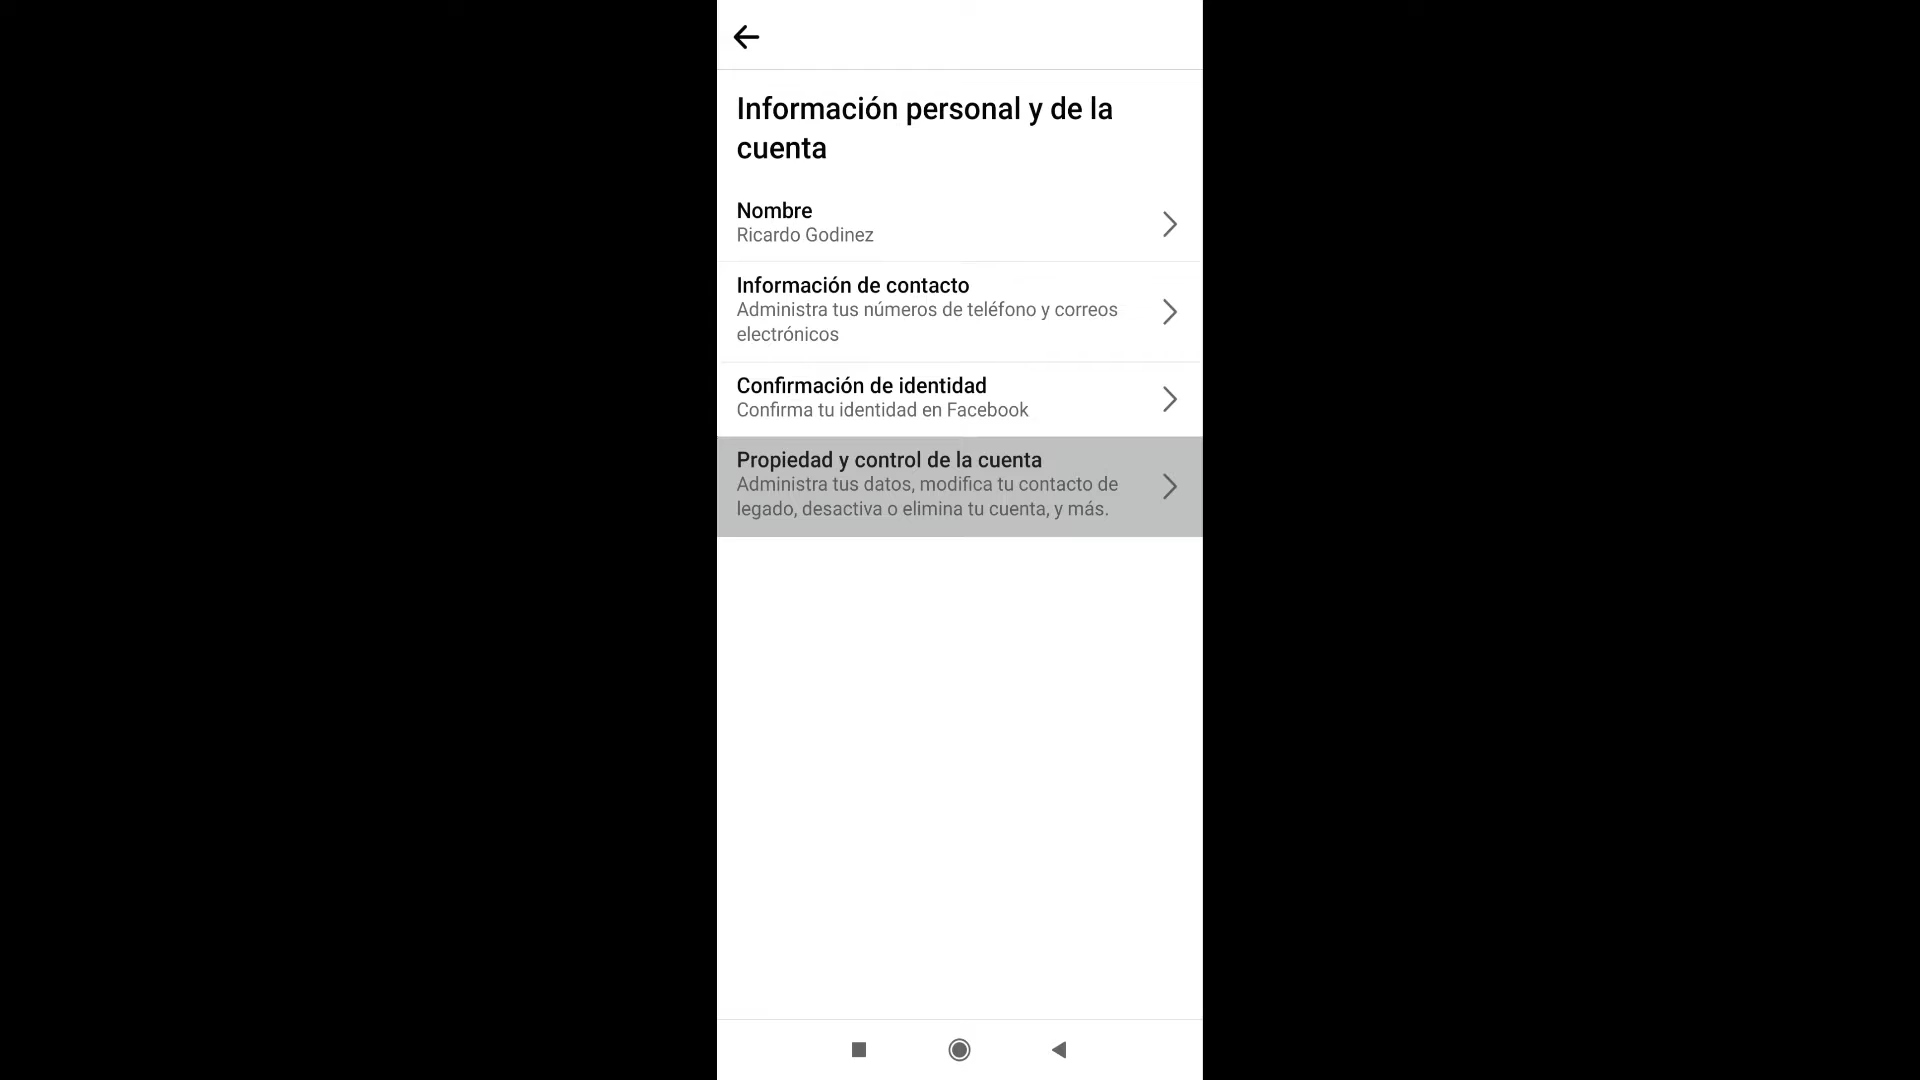 Información personal y de la
cuenta
Nombre
Ricardo Godinez
Información de contacto
Administra tus números de teléfono y correos
electrónicos
Confirmación de identidad
Confirma tu identidad en Facebook
Propiedad y control de la cuenta
Administra tus datos, modifica tu contacto de
legado, desactiva o elimina tu cuenta, y más.